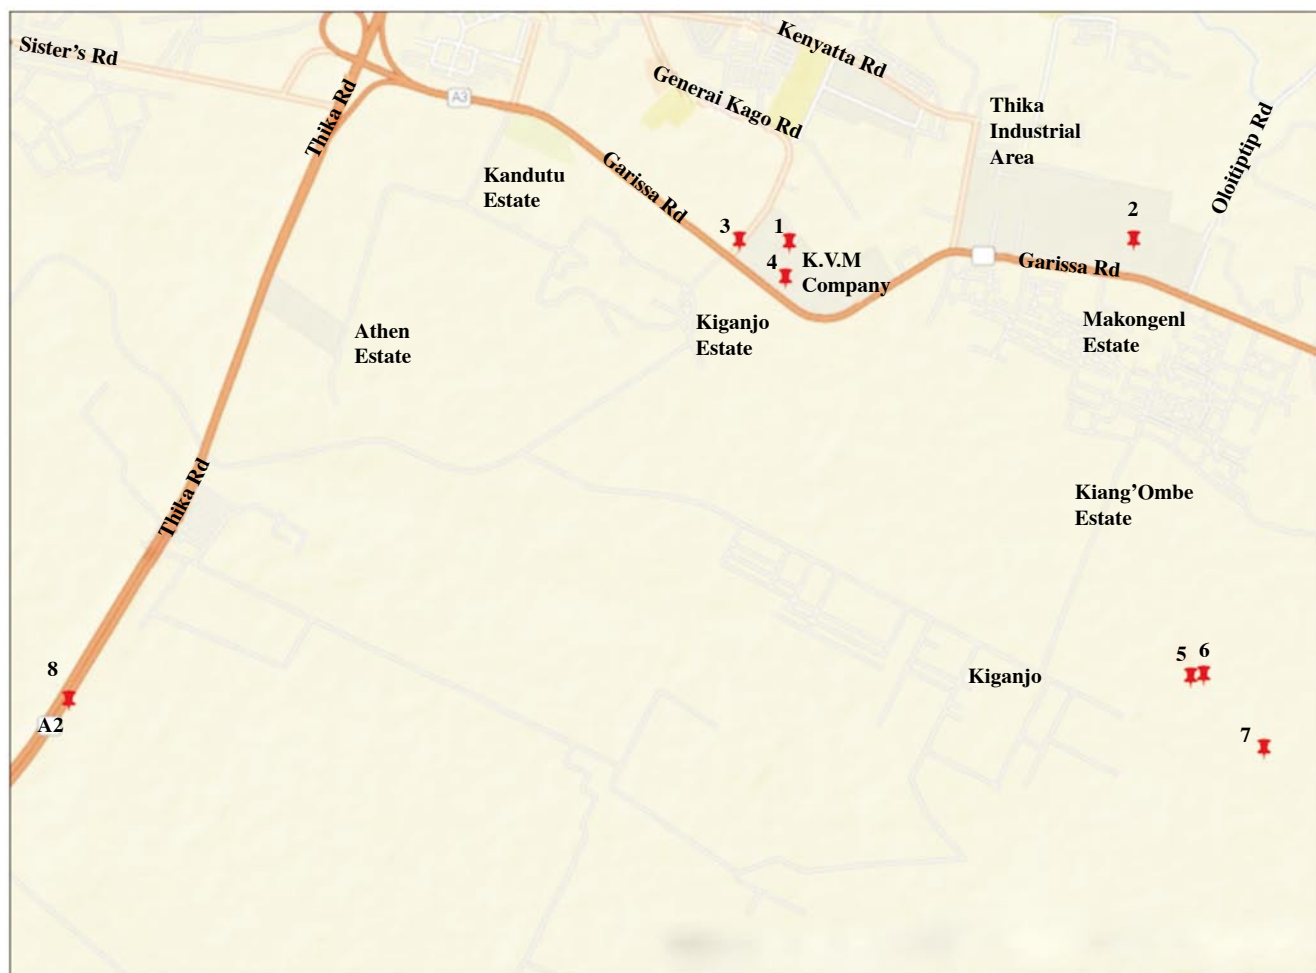 Sister's Rd
Thika Rd
A3
Kenyatta Rd
Generai Kago Rd
Thika
Industrial
Area
Oloitiptip Rd
Kandutu
Estate
Garissa Rd
3
1
2
4
K.V.M
Company
Garissa Rd
Kiganjo
Estate
Makongenl
Estate
Athen
Estate
Thika Rd
Kiang'Ombe
Estate
8
A2
Kiganjo
5
6
7